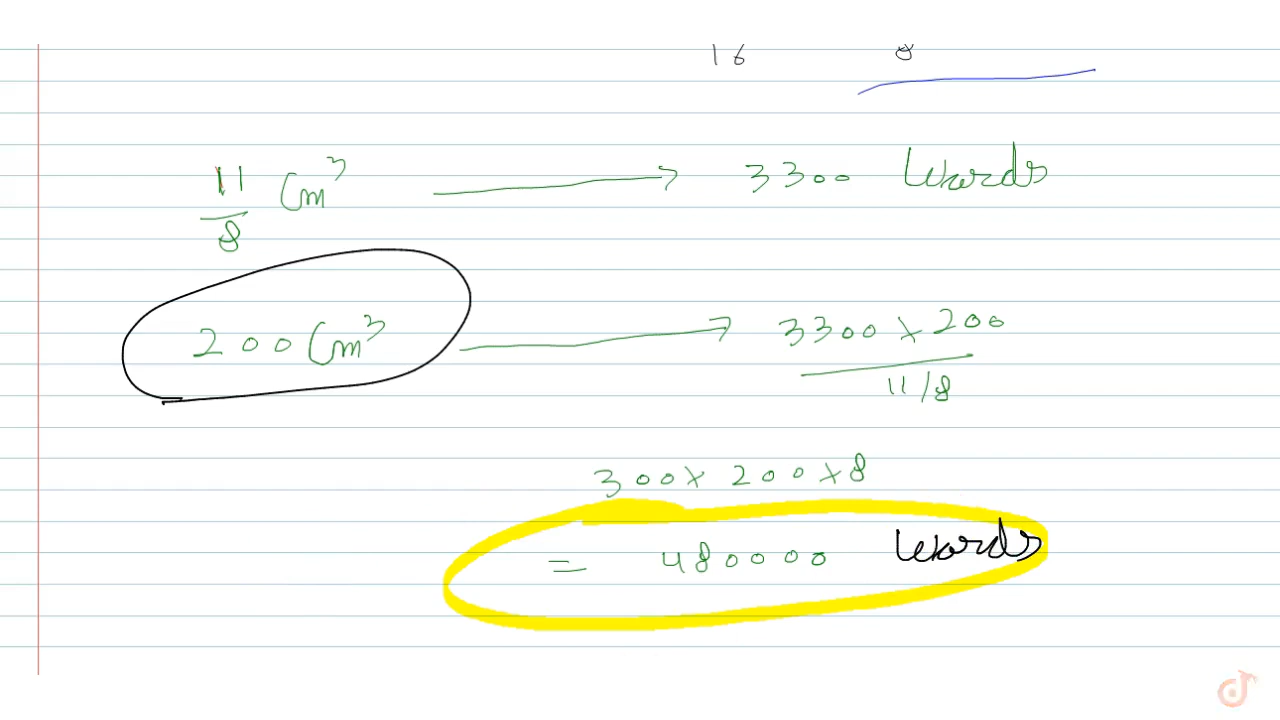 16 8
11/8 Cm³ → 3300 Words
200 Cm³ → 3300 x 200
11/8
300 x 200 x 8
= 480000 Words